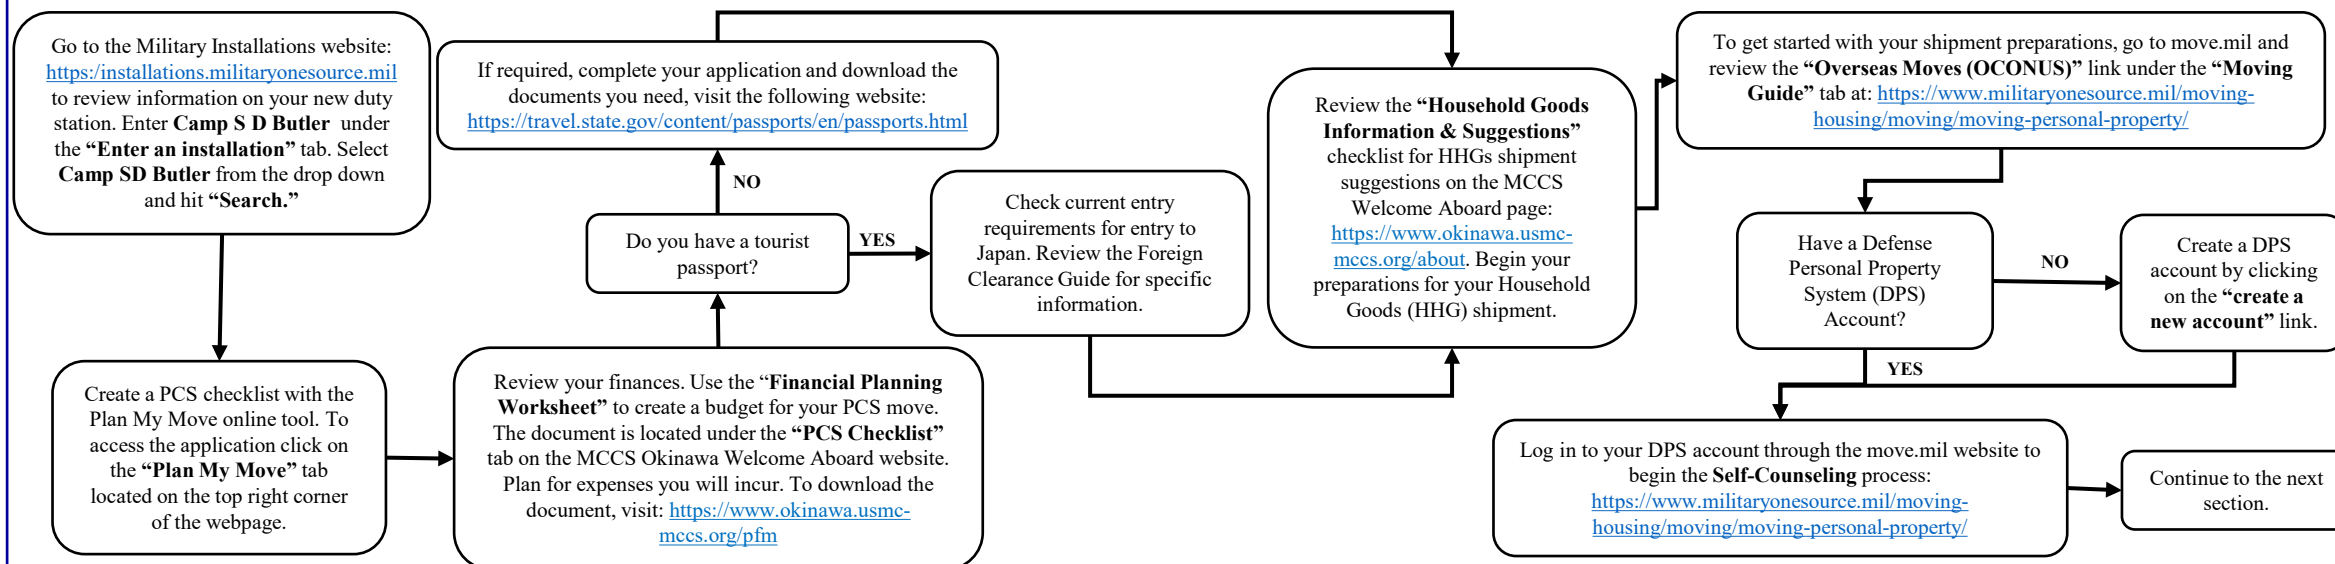 Go to the Military Installations website:
https:/installations.militaryonesource.mil
to review information on your new duty
station. Enter Camp S D Butler under
the “Enter an installation” tab. Select
Camp SD Butler from the drop down
and hit “Search.”
Create a PCS checklist with the
Plan My Move online tool. To
access the application click on
the “Plan My Move” tab
located on the top right corner
of the webpage.
Review your finances. Use the “Financial Planning
Worksheet” to create a budget for your PCS move.
The document is located under the “PCS Checklist”
tab on the MCCS Okinawa Welcome Aboard website.
Plan for expenses you will incur. To download the
document, visit: https://www.okinawa.usmc-
mccs.org/pfm
Do you have a tourist
passport?
NO
If required, complete your application and download the
documents you need, visit the following website:
https://travel.state.gov/content/passports/en/passports.html
YES
Check current entry
requirements for entry to
Japan. Review the Foreign
Clearance Guide for specific
information.
Review the “Household Goods
Information & Suggestions”
checklist for HHGs shipment
suggestions on the MCCS
Welcome Aboard page:
https://www.okinawa.usmc-
mccs.org/about. Begin your
preparations for your Household
Goods (HHG) shipment.
To get started with your shipment preparations, go to move.mil and
review the “Overseas Moves (OCONUS)” link under the “Moving
Guide” tab at: https://www.militaryonesource.mil/moving-
housing/moving/moving-personal-property/
Have a Defense
Personal Property
System (DPS)
Account?
NO
Create a DPS
account by clicking
on the “create a
new account” link.
YES
Log in to your DPS account through the move.mil website to
begin the Self-Counseling process:
https://www.militaryonesource.mil/moving-
housing/moving/moving-personal-property/
Continue to the next
section.